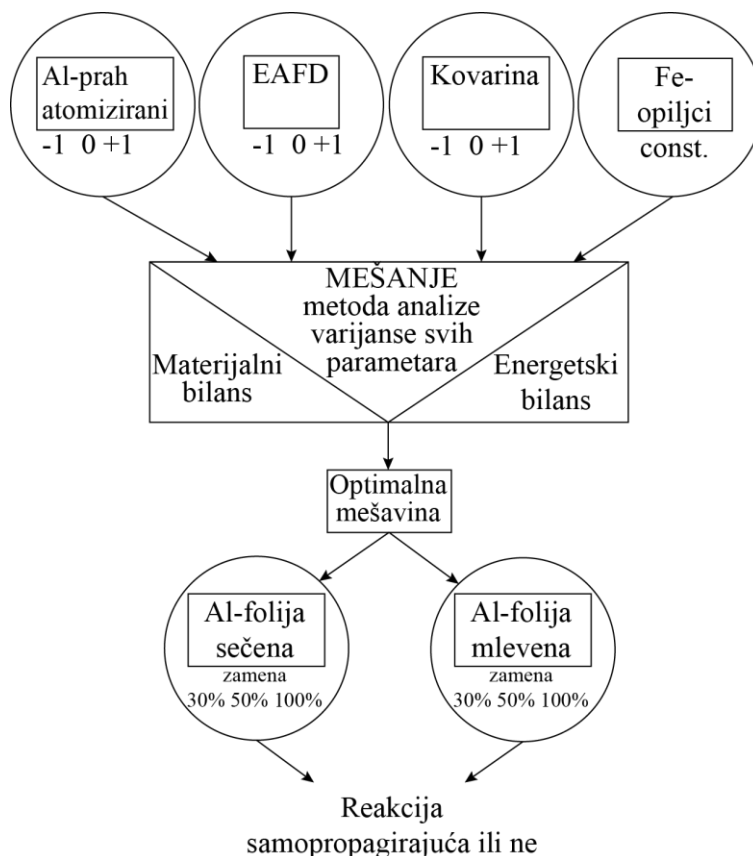 Al-prah
atomizirani
-1 0 +1
EAFD
-1 0 +1
Kovarina
-1 0 +1
Fe-
opiljci
const.
MEŠANJE
metoda analize
varijanse svih
parametara
Materijalni
bilans
Energetski
bilans
Optimalna
mešavina
Al-folija
sečena
zamena
30% 50% 100%
Al-folija
mlevena
zamena
30% 50% 100%
Reakcija
samopropagirajuća ili ne